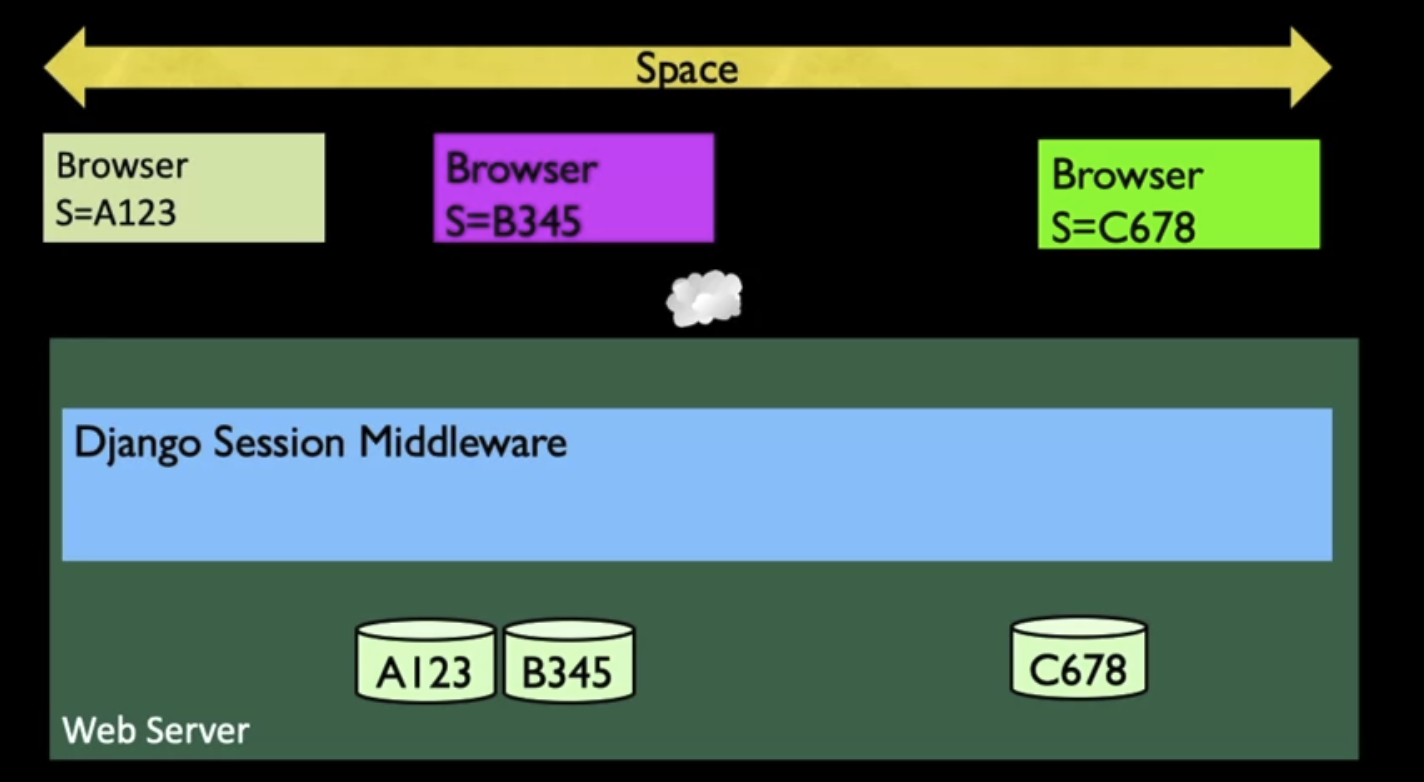 Space
Browser
S=A123
Browser
S=B345
Browser
S=C678
Django Session Middleware
A123
B345
C678
Web Server